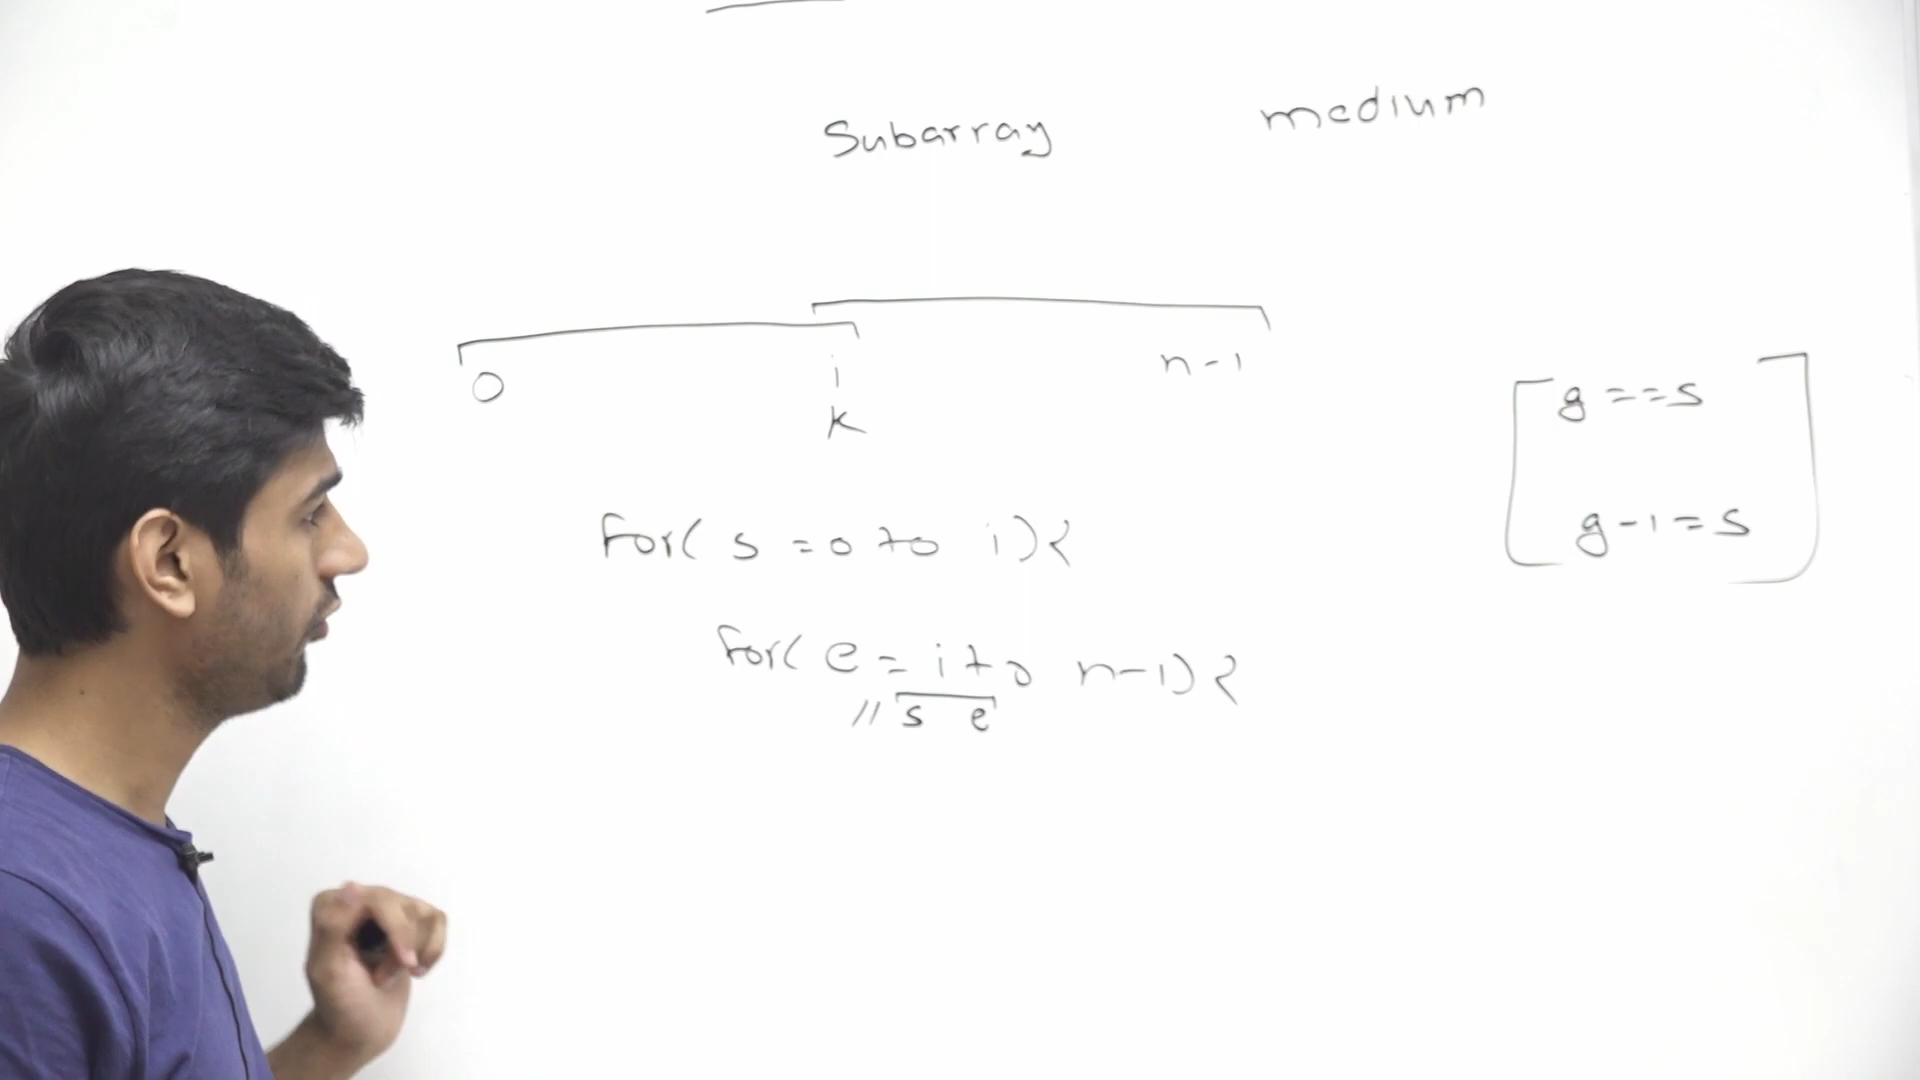 Subarray medium
0 i n-1
k
g ==s
g-1=s
for( s =0 to i){
for( e = i to n-1){
// s e